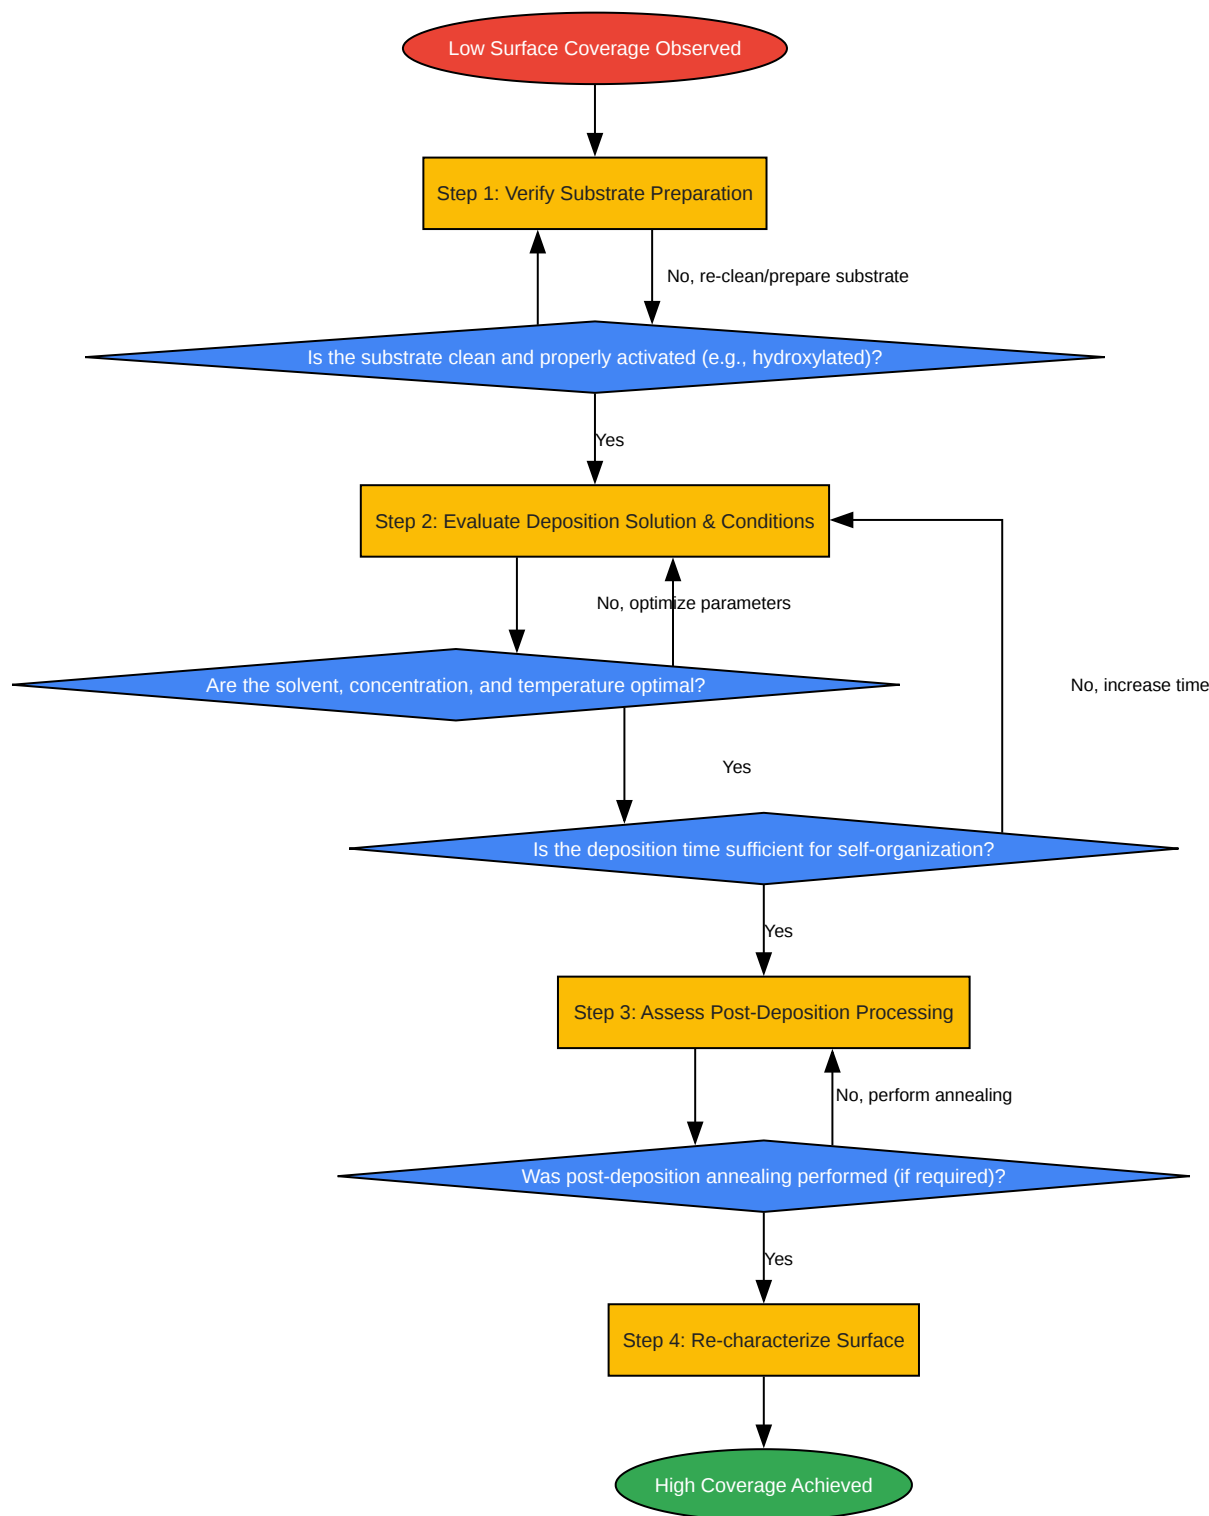 Low Surface Coverage Observed
Step 1: Verify Substrate Preparation
No, re-clean/prepare substrate
Is the substrate clean and properly activated (e.g., hydroxylated)?
Yes
Step 2: Evaluate Deposition Solution & Conditions
No, optimize parameters
Are the solvent, concentration, and temperature optimal?
No, increase time
Yes
Is the deposition time sufficient for self-organization?
Yes
Step 3: Assess Post-Deposition Processing
No, perform annealing
Was post-deposition annealing performed (if required)?
Yes
Step 4: Re-characterize Surface
High Coverage Achieved